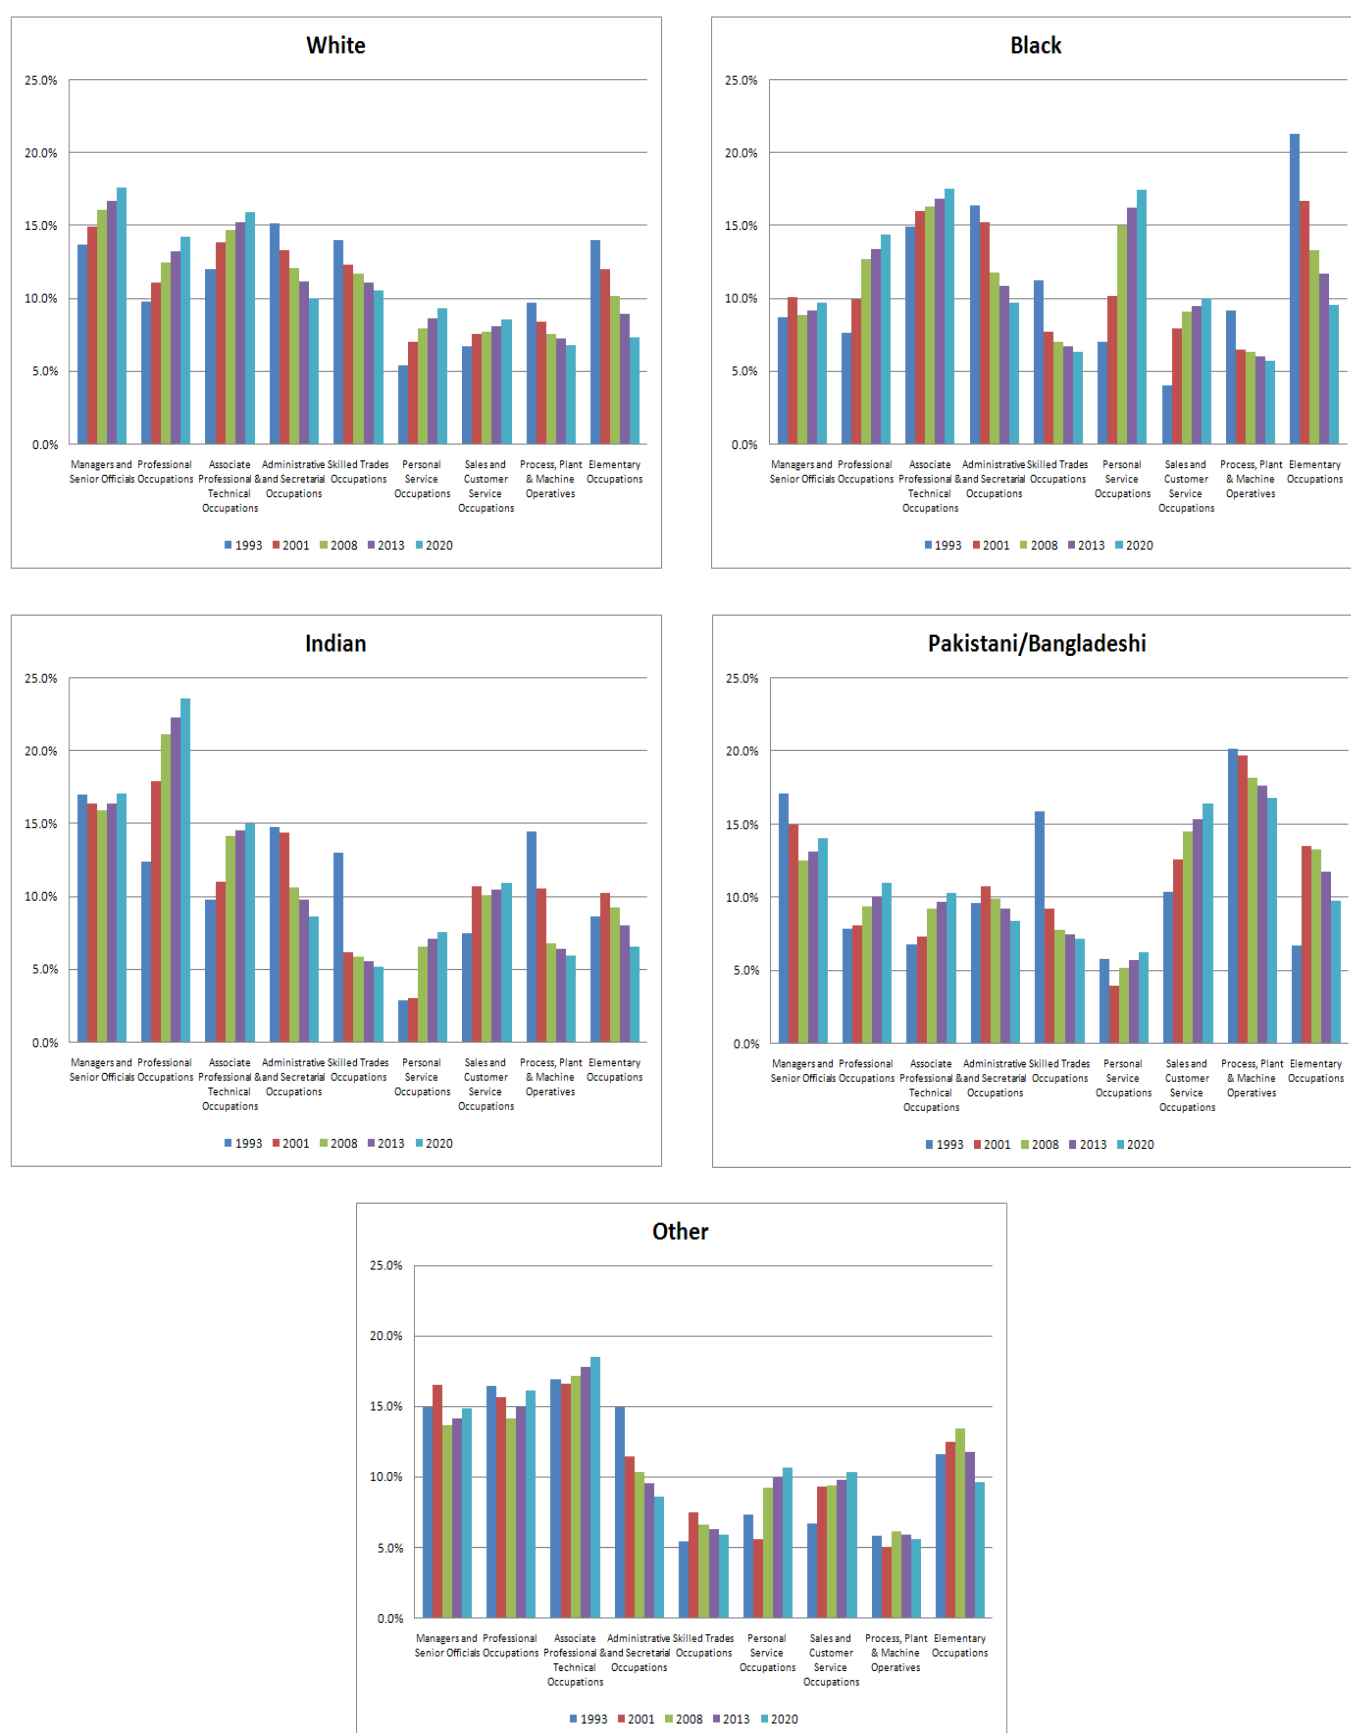 White
25.0%
20.0%
15.0%
10.0%
5.0%
0.0%
Managers and Professional Associate Administrative Skilled Trades Personal Sales and Process, Plant Elementary
Senior Officials Occupations Professional &and Secretarial Occupations Service Customer & Machine Occupations
Technical Occupations Occupations Service Operatives
Occupations Occupations
1993 2001 2008 2013 2020
Black
25.0%
20.0%
15.0%
10.0%
5.0%
0.0%
Managers and Professional Associate Administrative Skilled Trades Personal Sales and Process, Plant Elementary
Senior Officials Occupations Professional &and Secretarial Occupations Service Customer & Machine Occupations
Technical Occupations Occupations Service Operatives
Occupations Occupations
1993 2001 2008 2013 2020
Indian
25.0%
20.0%
15.0%
10.0%
5.0%
0.0%
Managers and Professional Associate Administrative Skilled Trades Personal Sales and Process, Plant Elementary
Senior Officials Occupations Professional &and Secretarial Occupations Service Customer & Machine Occupations
Technical Occupations Occupations Service Operatives
Occupations Occupations
1993 2001 2008 2013 2020
Pakistani/Bangladeshi
25.0%
20.0%
15.0%
10.0%
5.0%
0.0%
Managers and Professional Associate Administrative Skilled Trades Personal Sales and Process, Plant Elementary
Senior Officials Occupations Professional &and Secretarial Occupations Service Customer & Machine Occupations
Technical Occupations Occupations Service Operatives
Occupations Occupations
1993 2001 2008 2013 2020
Other
25.0%
20.0%
15.0%
10.0%
5.0%
0.0%
Managers and Professional Associate Administrative Skilled Trades Personal Sales and Process, Plant Elementary
Senior Officials Occupations Professional &and Secretarial Occupations Service Customer & Machine Occupations
Technical Occupations Occupations Service Operatives
Occupations Occupations
1993 2001 2008 2013 2020